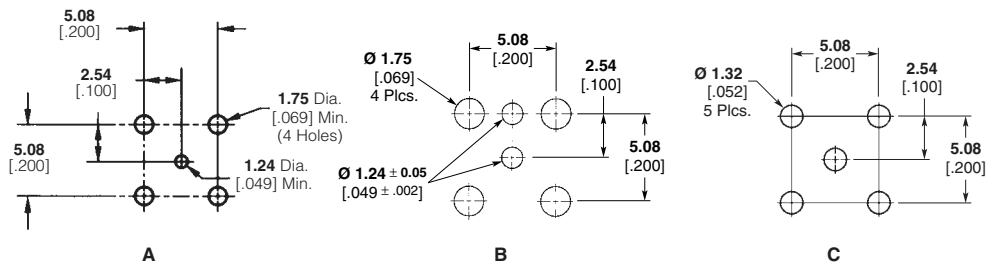 5.08
[.200]
2.54
[.100]
5.08
[.200]
1.75 Dia.
[.069] Min.
(4 Holes)
1.24 Dia.
[.049] Min.
A
Ø 1.75
[.069]
4 Plcs.
5.08
[.200]
2.54
[.100]
5.08
[.200]
Ø 1.24 ± 0.05
[.049 ± .002]
B
Ø 1.32
[.052]
5 Plcs.
5.08
[.200]
2.54
[.100]
5.08
[.200]
C